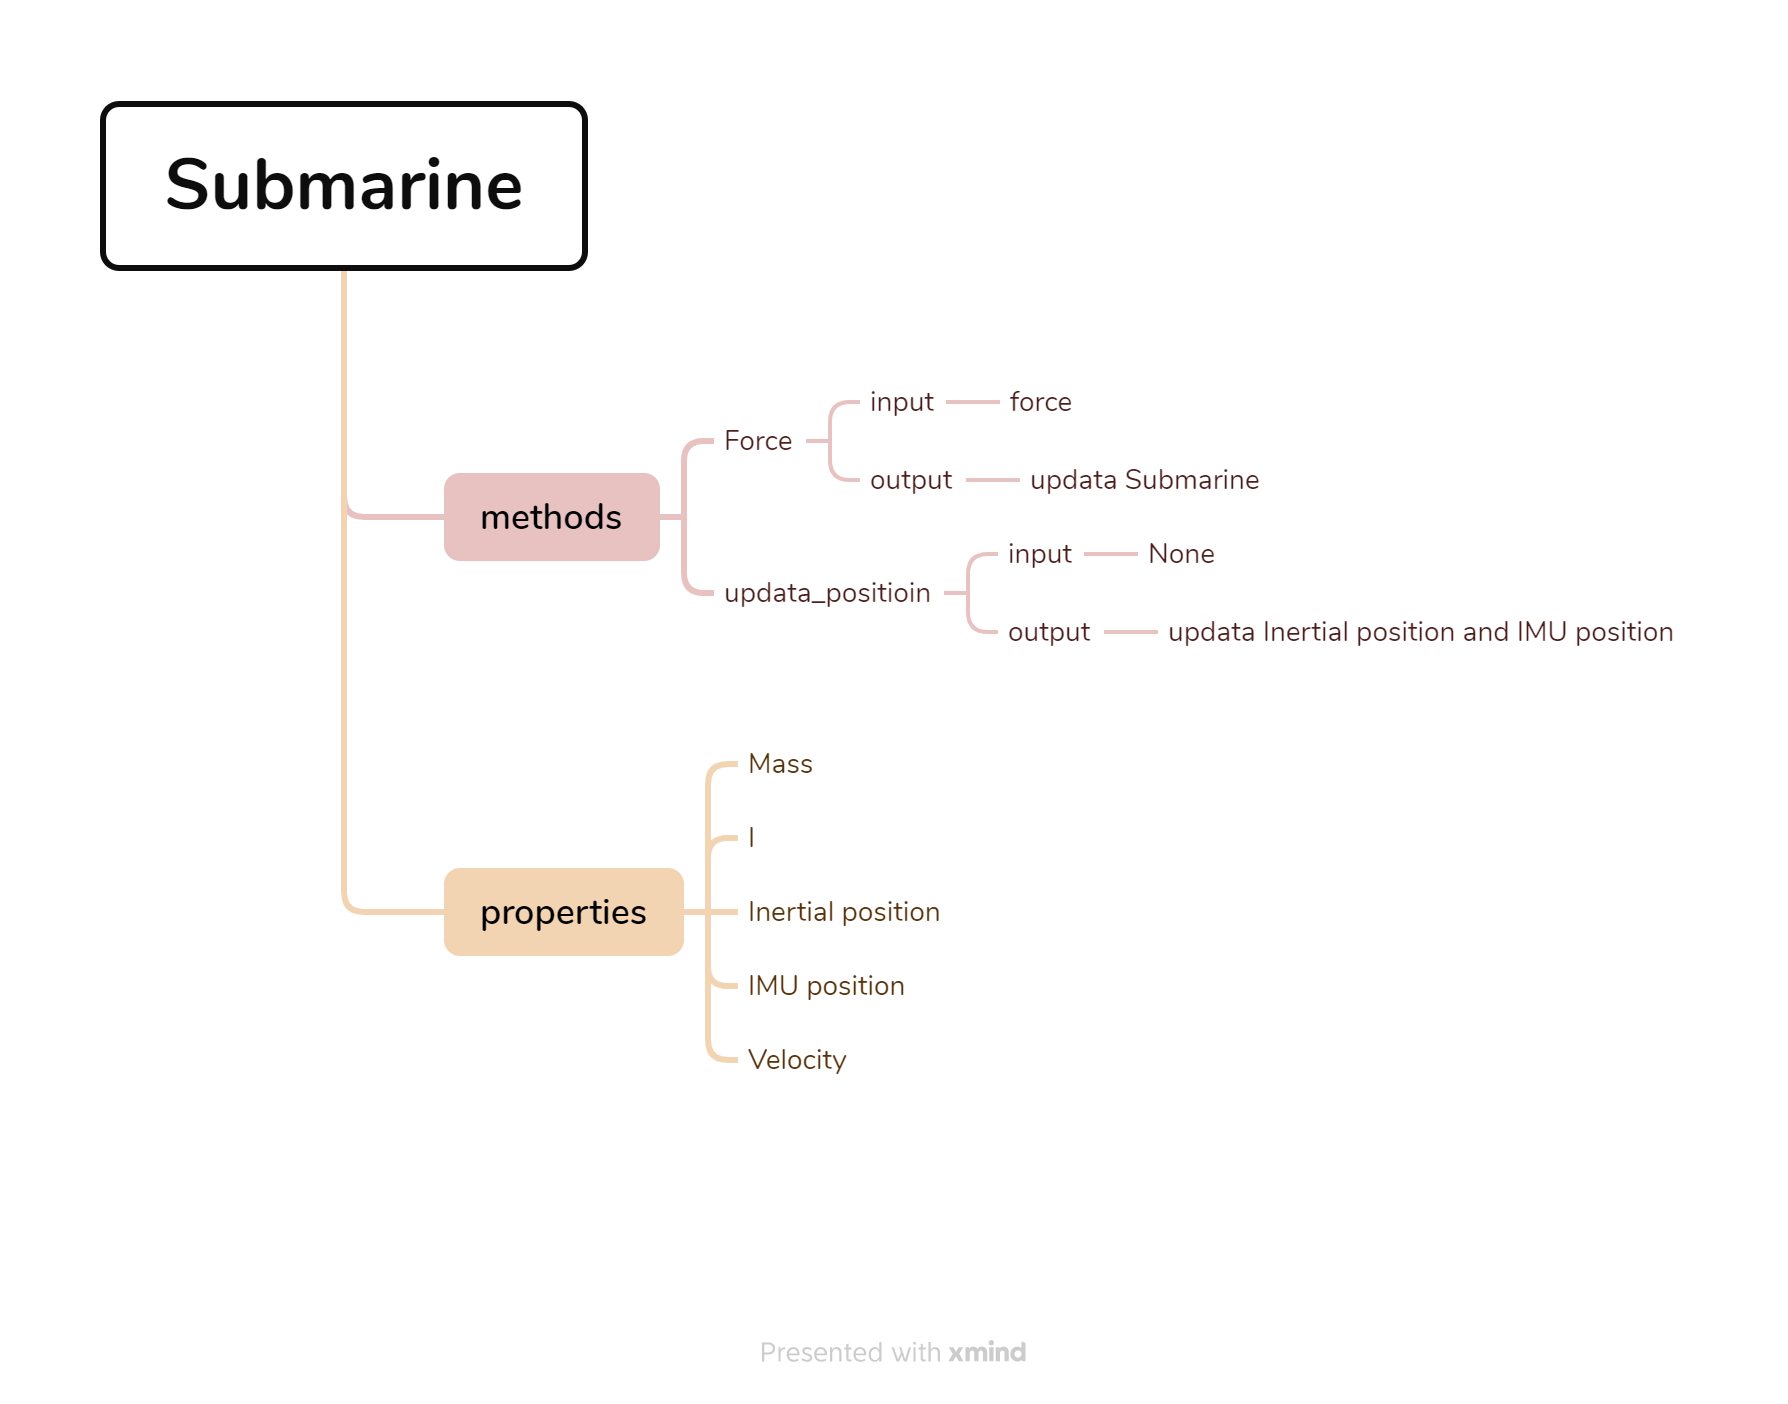 Submarine
methods
Force
input
force
output
updata Submarine
updata_positioin
input
None
output
updata Inertial position and IMU position
properties
Mass
I
Inertial position
IMU position
Velocity
Presented with xmind